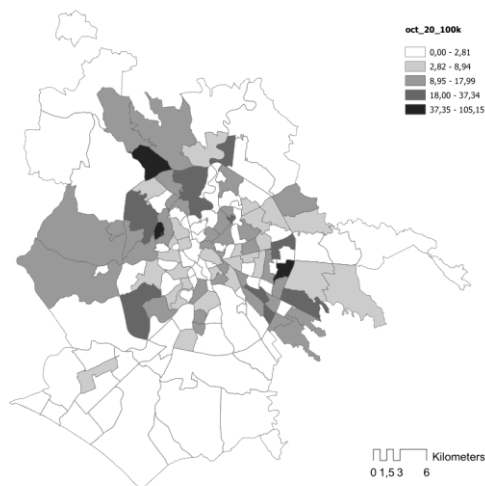 oct_20_100k
0,00 - 2,81
2,82 - 8,94
8,95 - 17,99
18,00 - 37,34
37,35 - 105,15
Kilometers
0 1,5 3 6